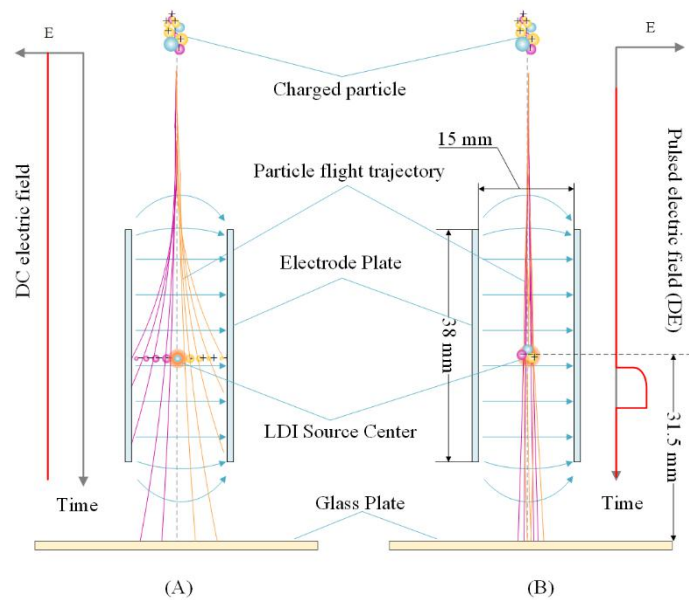 E
E
Charged particle
15 mm
Particle flight trajectory
DC electric field
Pulsed electric
field (DE)
Electrode Plate
38 mm
LDI Source Center
31.5 mm
Time
Time
Glass Plate
(A)
(B)